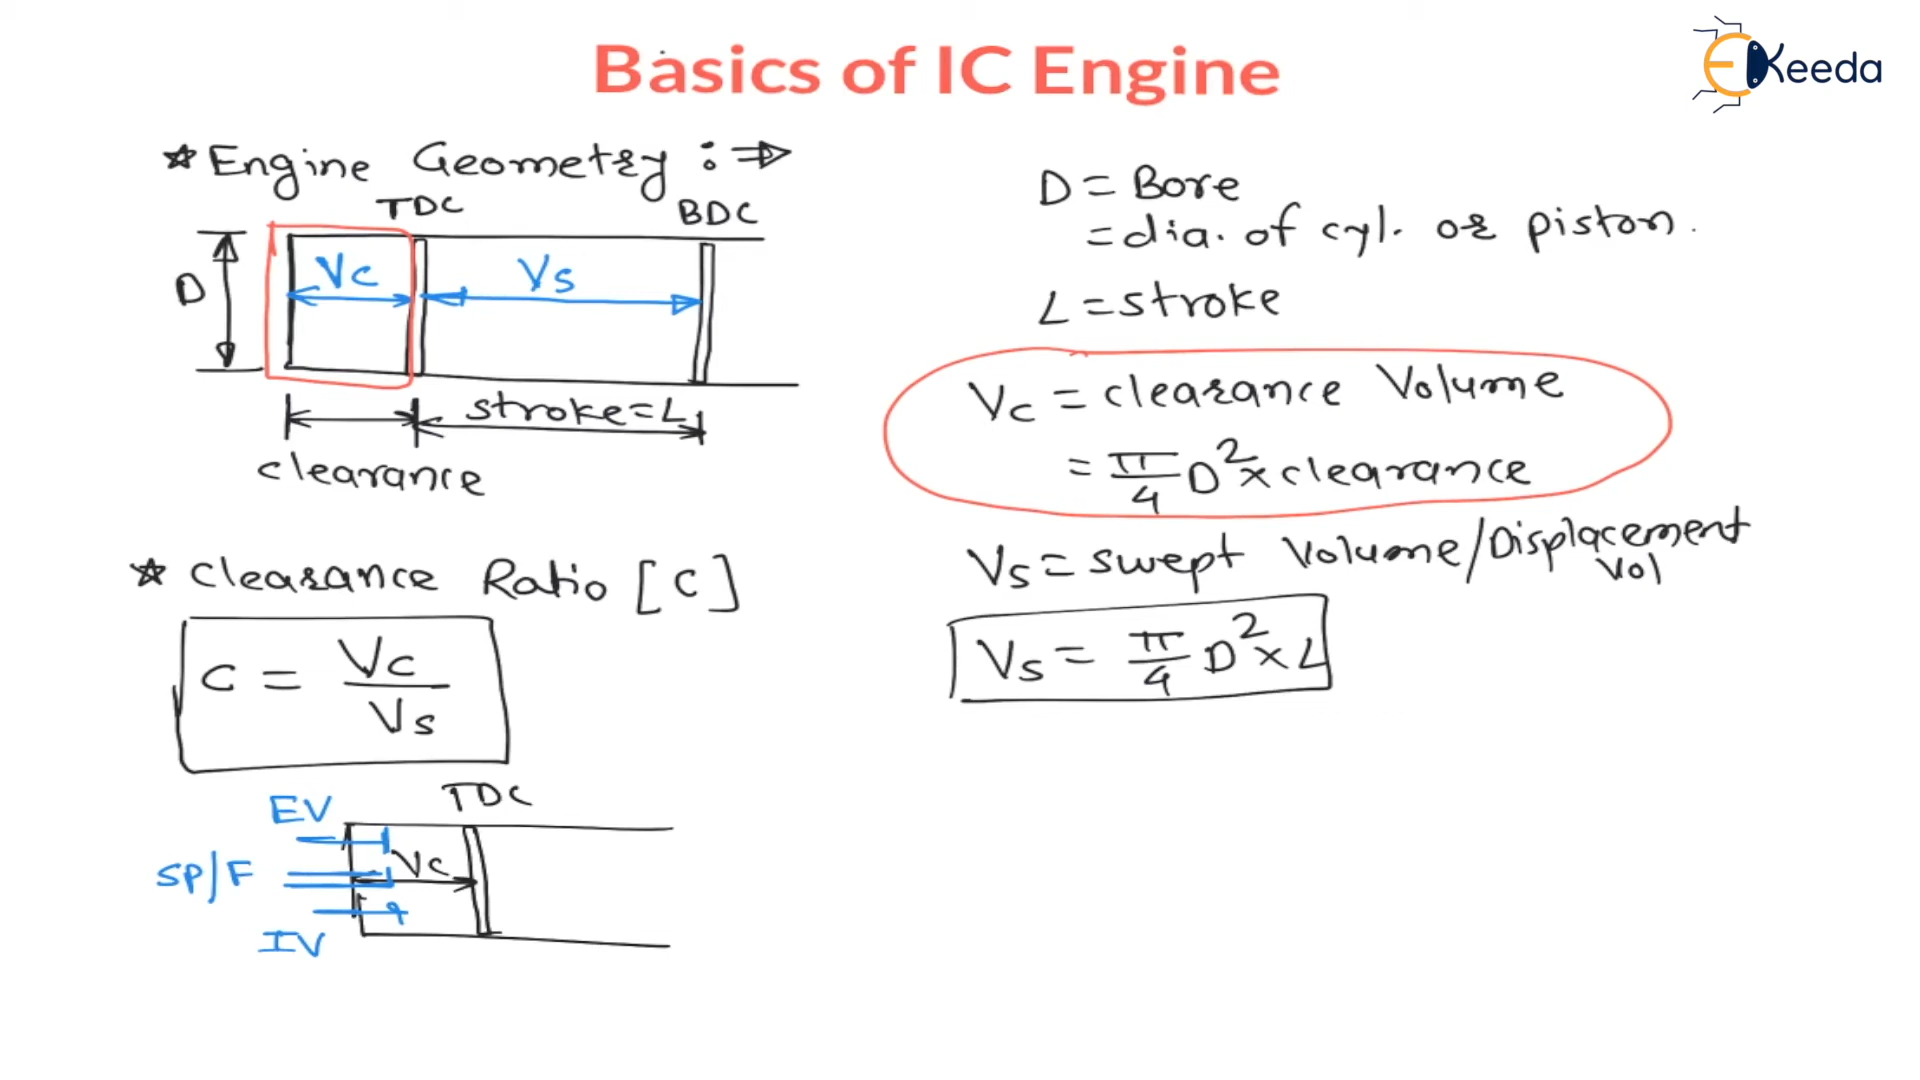 Basics of IC Engine
EKeeda
☆ Engine Geometry : ⇒
TDC
BDC
D
Vc
Vs
stroke = L
clearance
D = Bore
= dia. of cyl. or piston.
L = stroke
Vc = clearance Volume
= π/4 D² × clearance
Vs = swept Volume/Displacement
Vol
Vs = π/4 D² × L
☆ Clearance Ratio [C]
C = Vc/Vs
TDC
EV
Vc
SP/F
IV